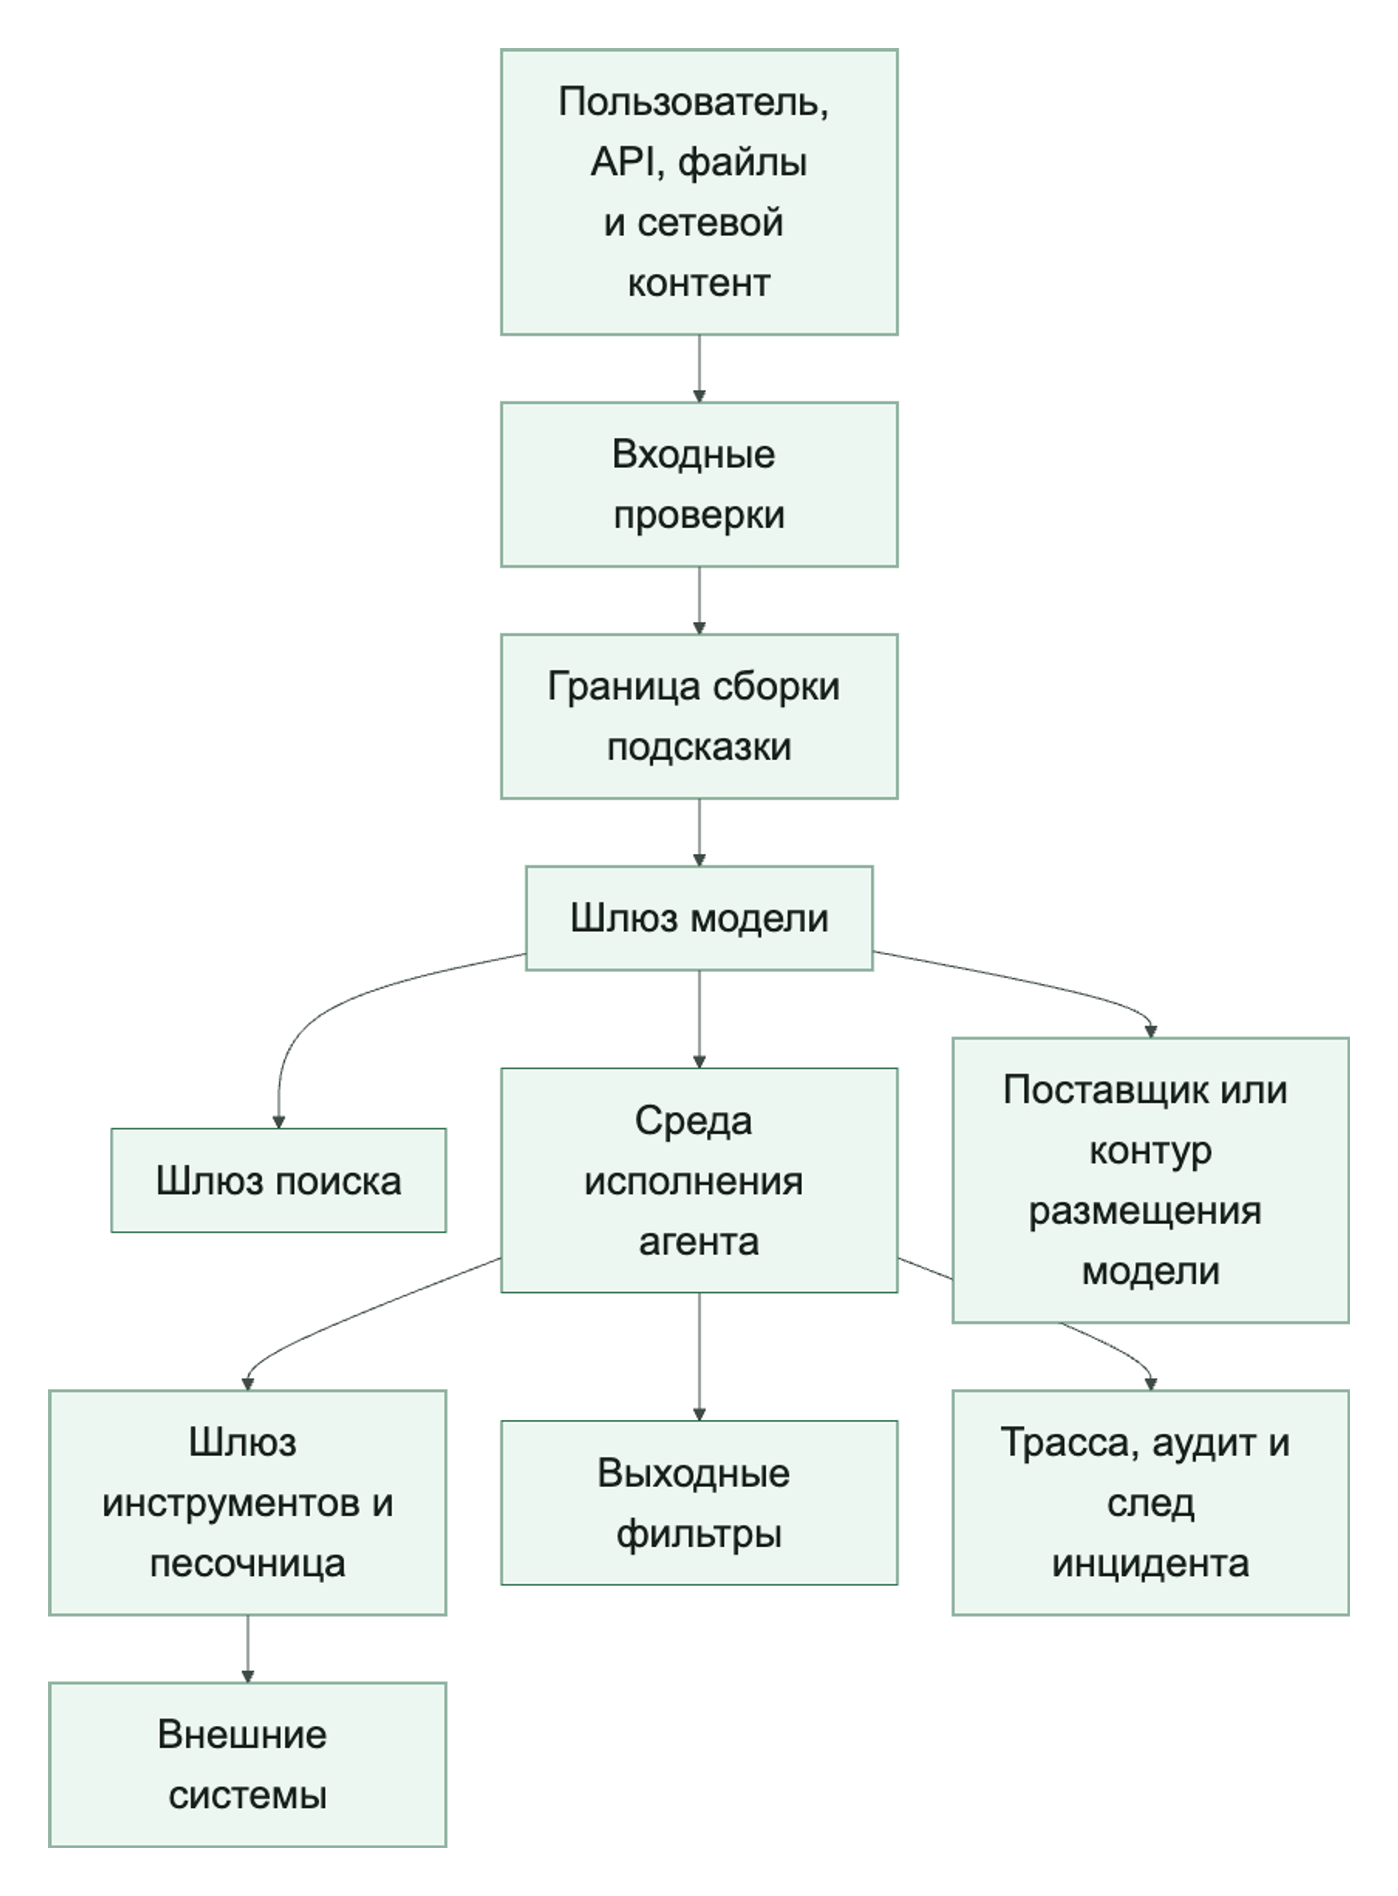 Пользователь,
API, файлы
и сетевой
контент
Входные
проверки
Граница сборки
подсказки
Шлюз модели
Шлюз поиска
Среда
исполнения
агента
Поставщик или
контур
размещения
модели
Шлюз
инструментов и
песочница
Выходные
фильтры
Трасса, аудит и
след
инцидента
Внешние
системы